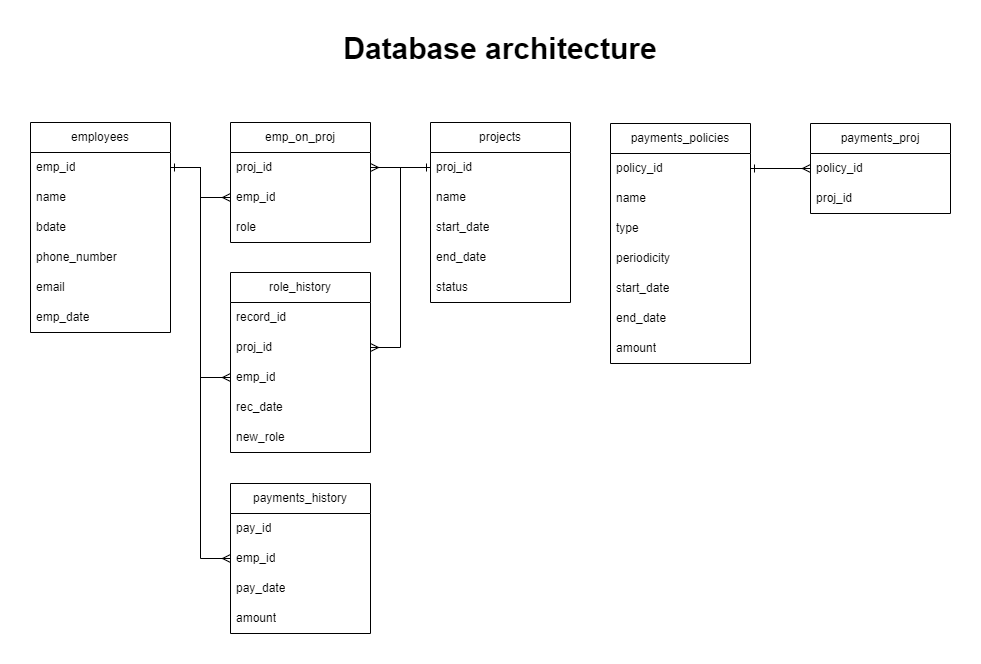 Database architecture
employees
emp_id
name
bdate
phone_number
email
emp_date
emp_on_proj
proj_id
emp_id
role
role_history
record_id
proj_id
emp_id
rec_date
new_role
payments_history
pay_id
emp_id
pay_date
amount
projects
proj_id
name
start_date
end_date
status
payments_policies
policy_id
name
type
periodicity
start_date
end_date
amount
payments_proj
policy_id
proj_id